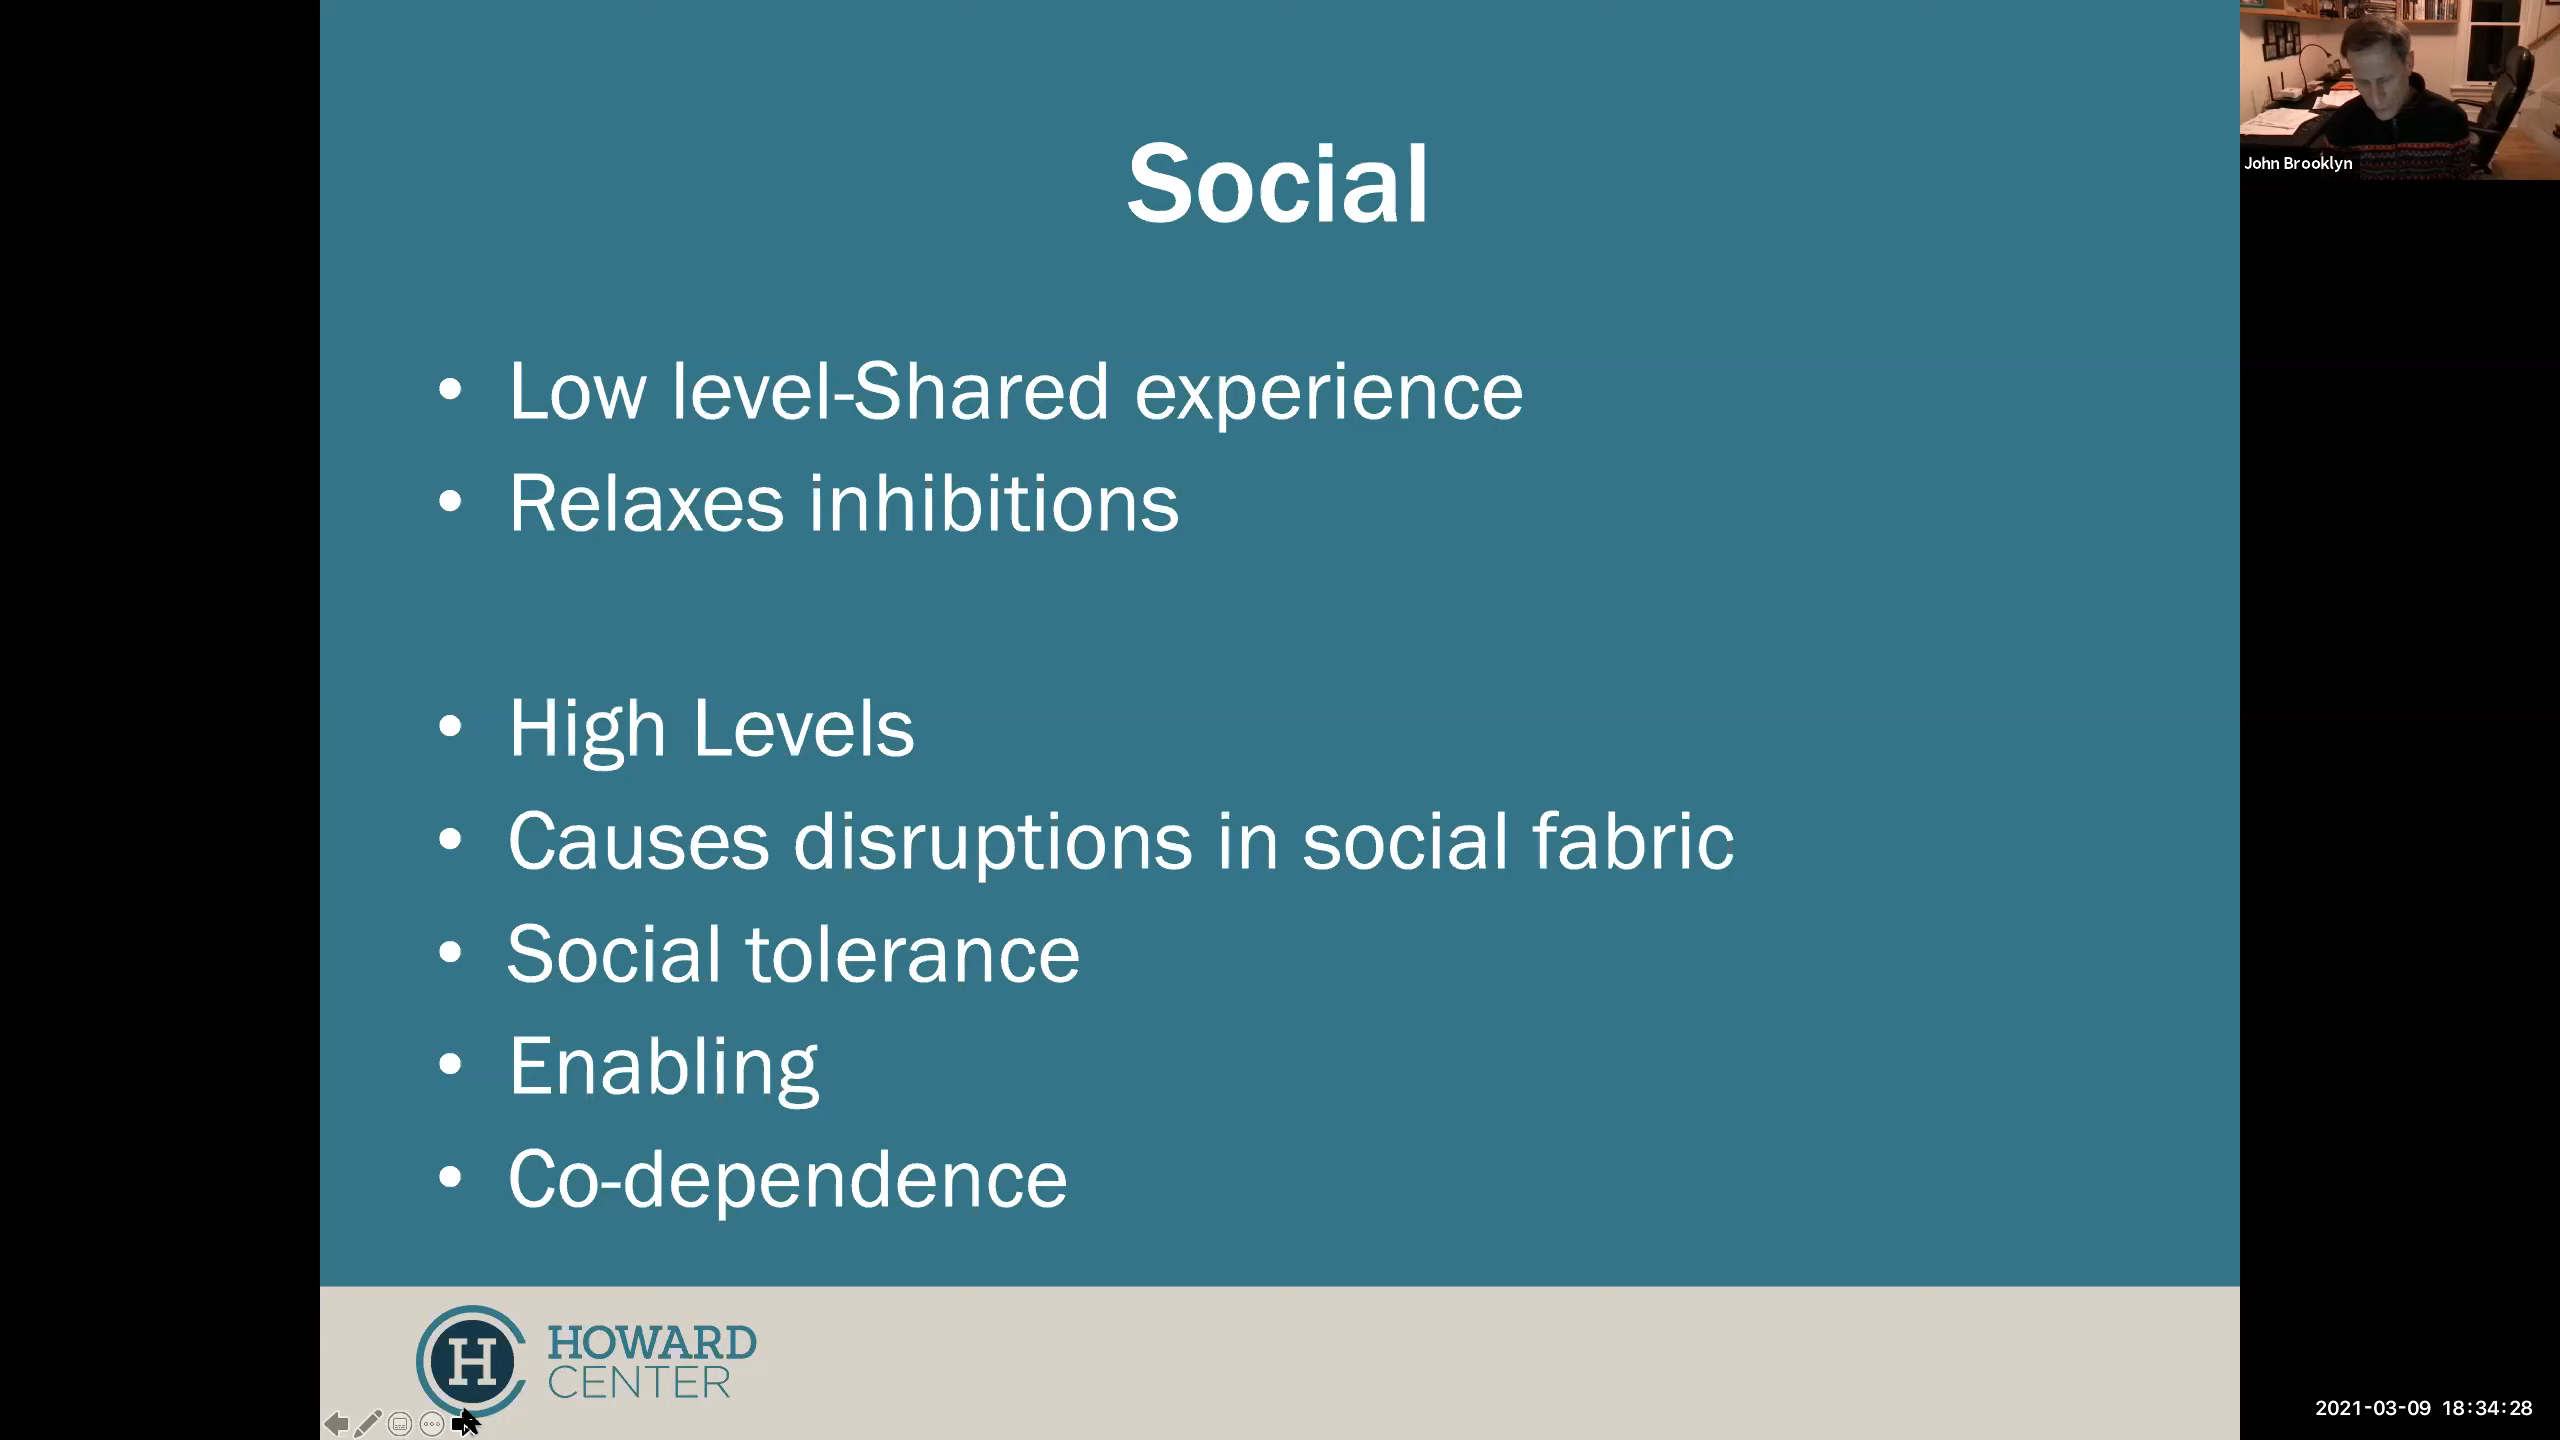 Social
• Low level-Shared experience
• Relaxes inhibitions
• High Levels
• Causes disruptions in social fabric
• Social tolerance
• Enabling
• Co-dependence
H
HOWARD
CENTER
John Brooklyn
2021-03-09 18:34:28